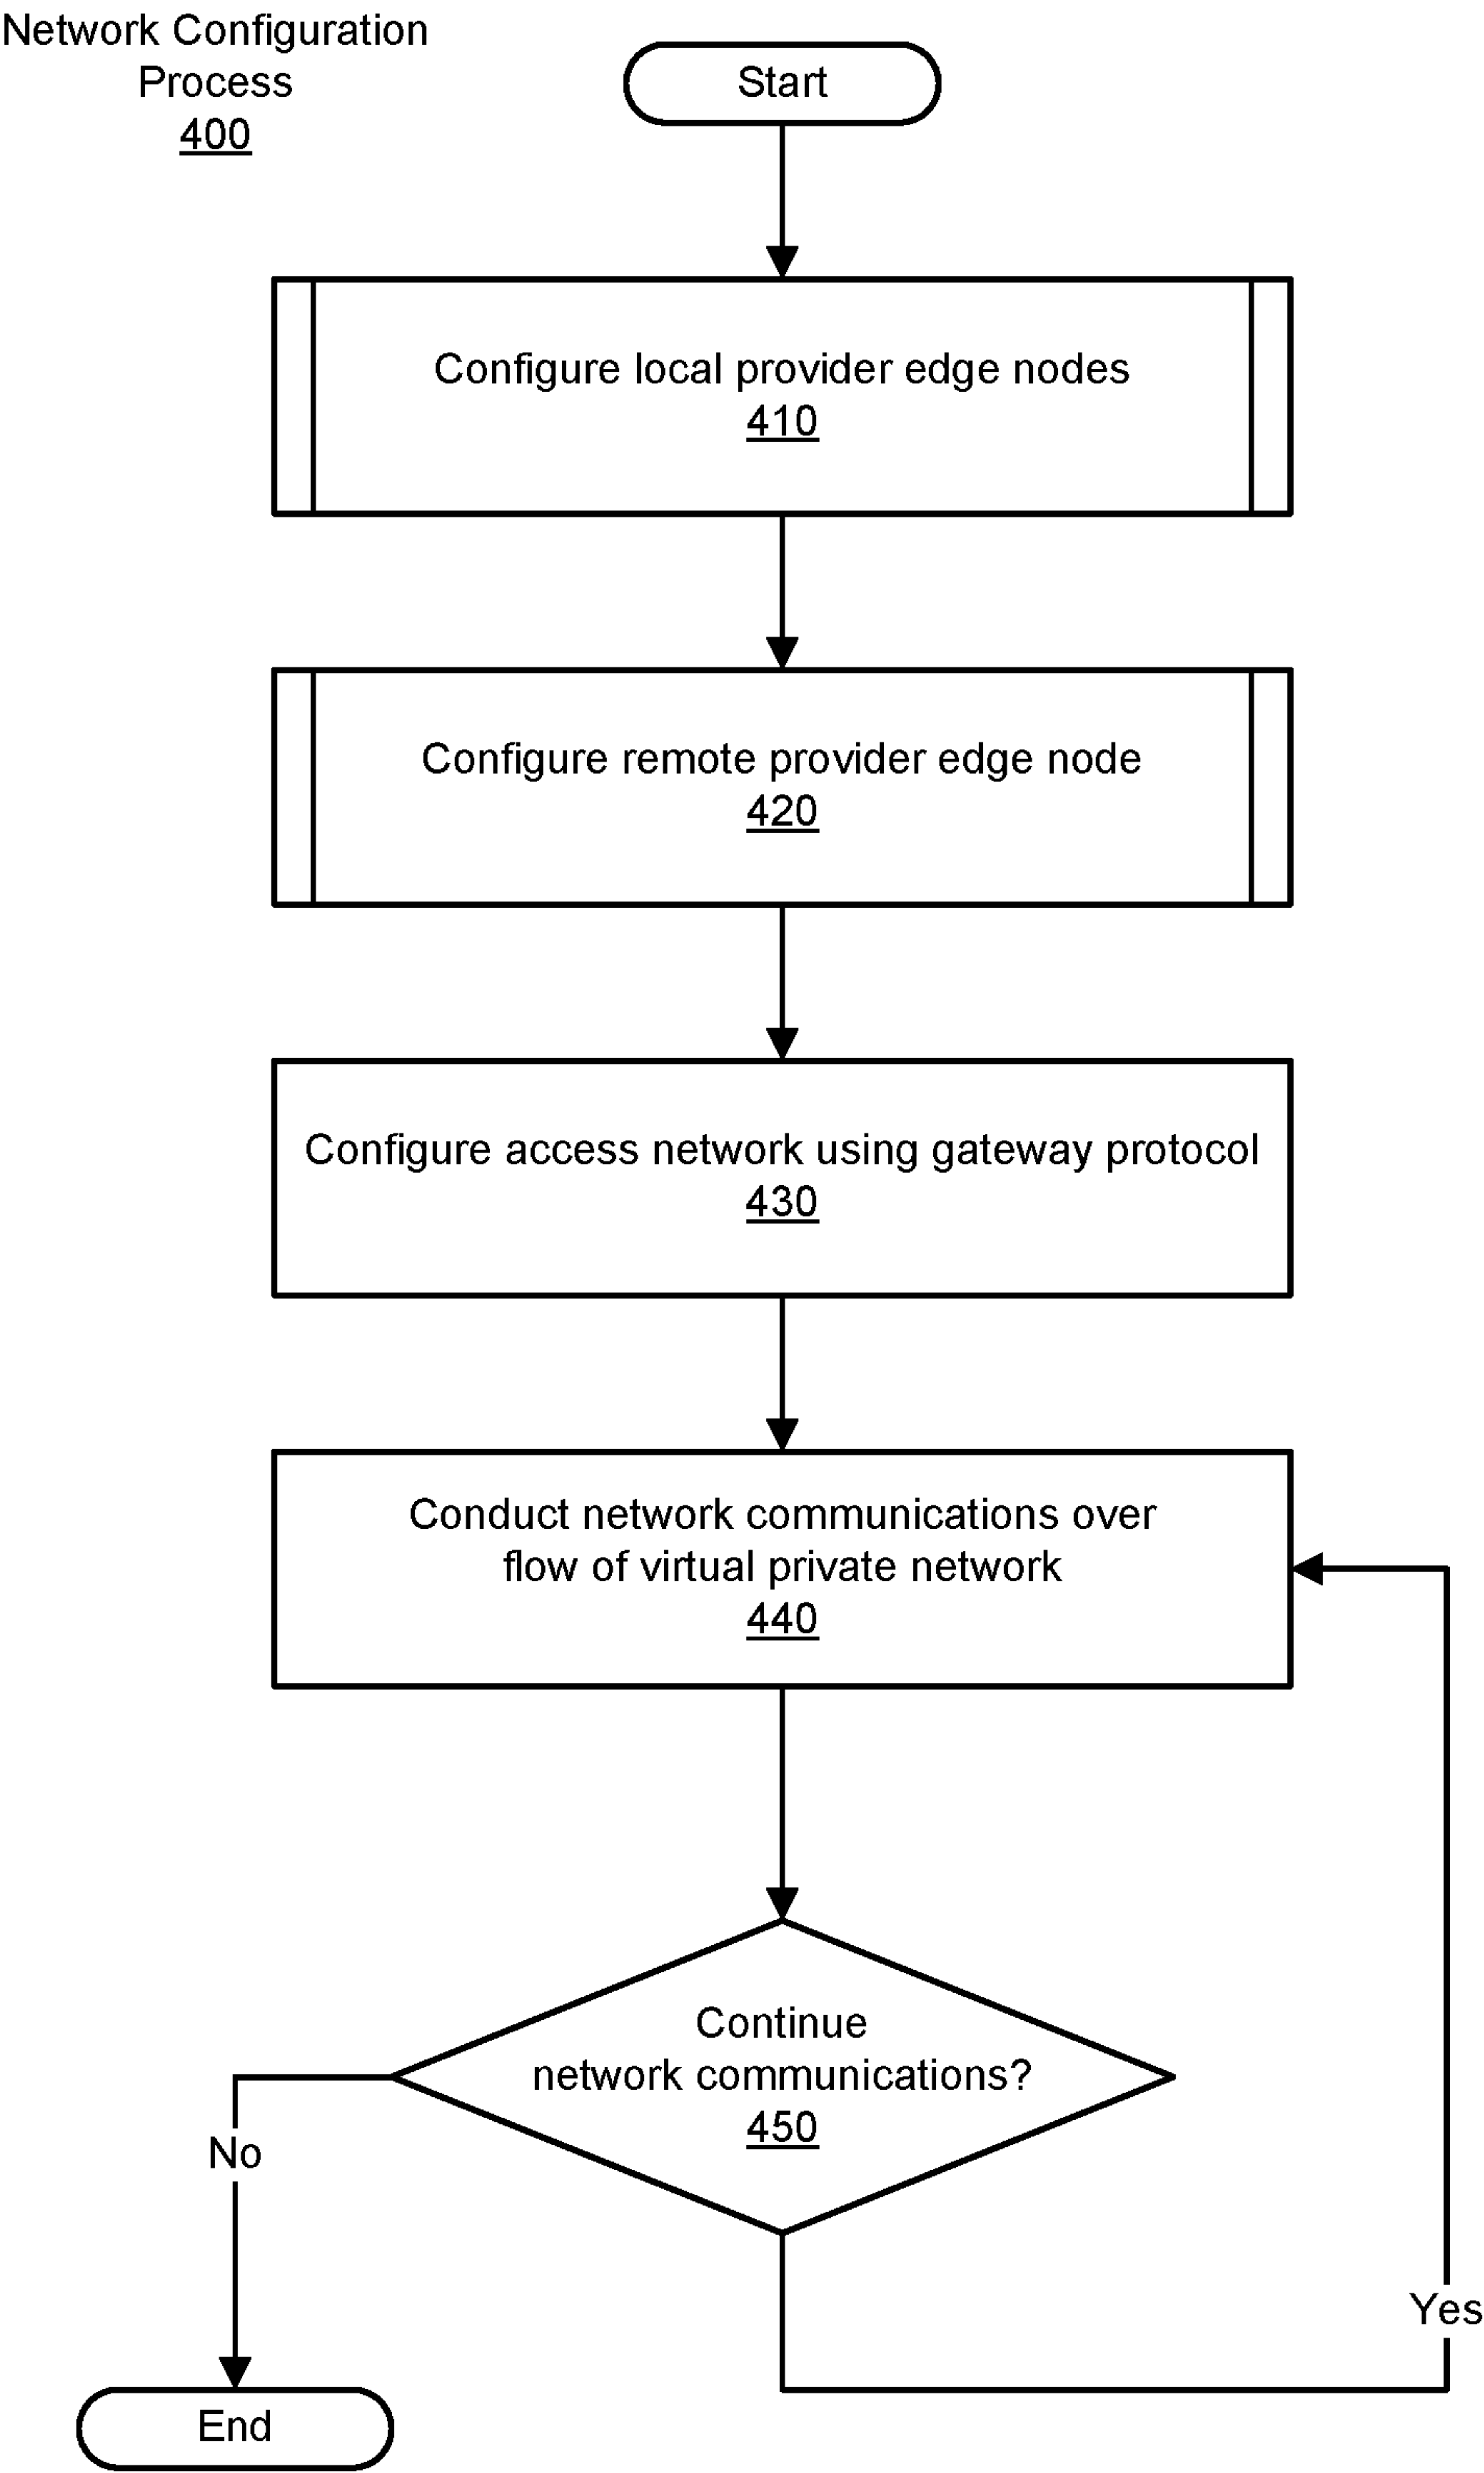 Network Configuration
Process
400
Start
Configure local provider edge nodes
410
Configure remote provider edge node
420
Configure access network using gateway protocol
430
Conduct network communications over
flow of virtual private network
440
Continue
network communications?
450
No
Yes
End